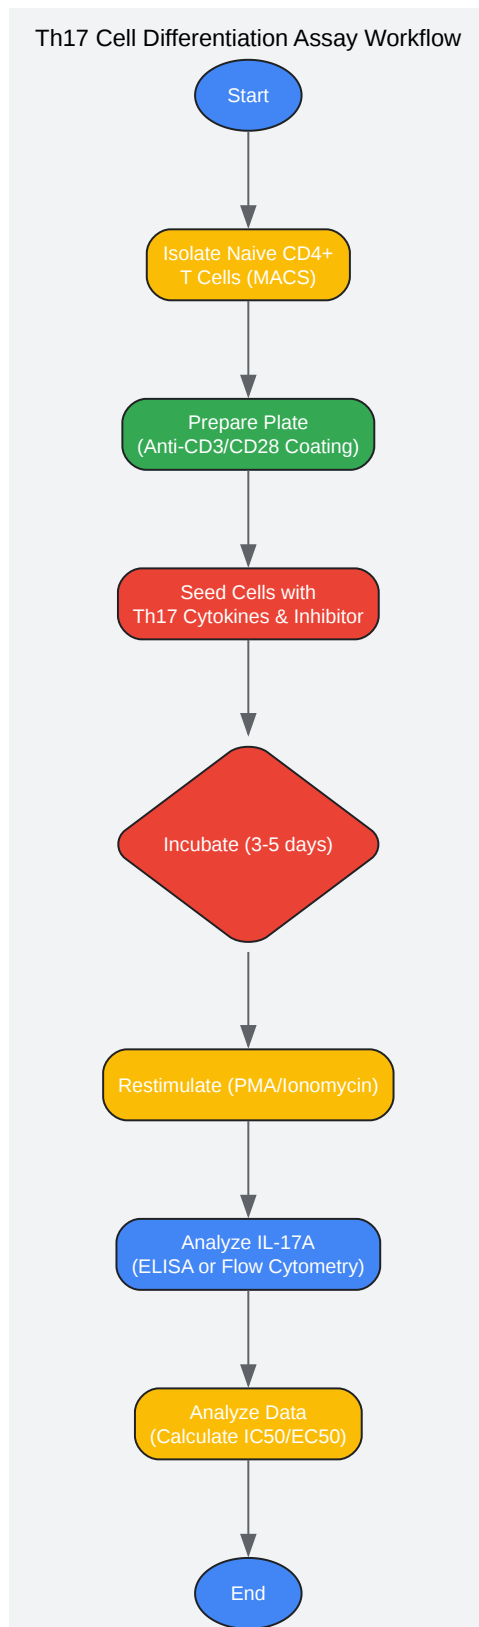 Th17 Cell Differentiation Assay Workflow
Start
Isolate Naive CD4+
T Cells (MACS)
Prepare Plate
(Anti-CD3/CD28 Coating)
Seed Cells with
Th17 Cytokines & Inhibitor
Incubate (3-5 days)
Restimulate (PMA/Ionomycin)
Analyze IL-17A
(ELISA or Flow Cytometry)
Analyze Data
(Calculate IC50/EC50)
End